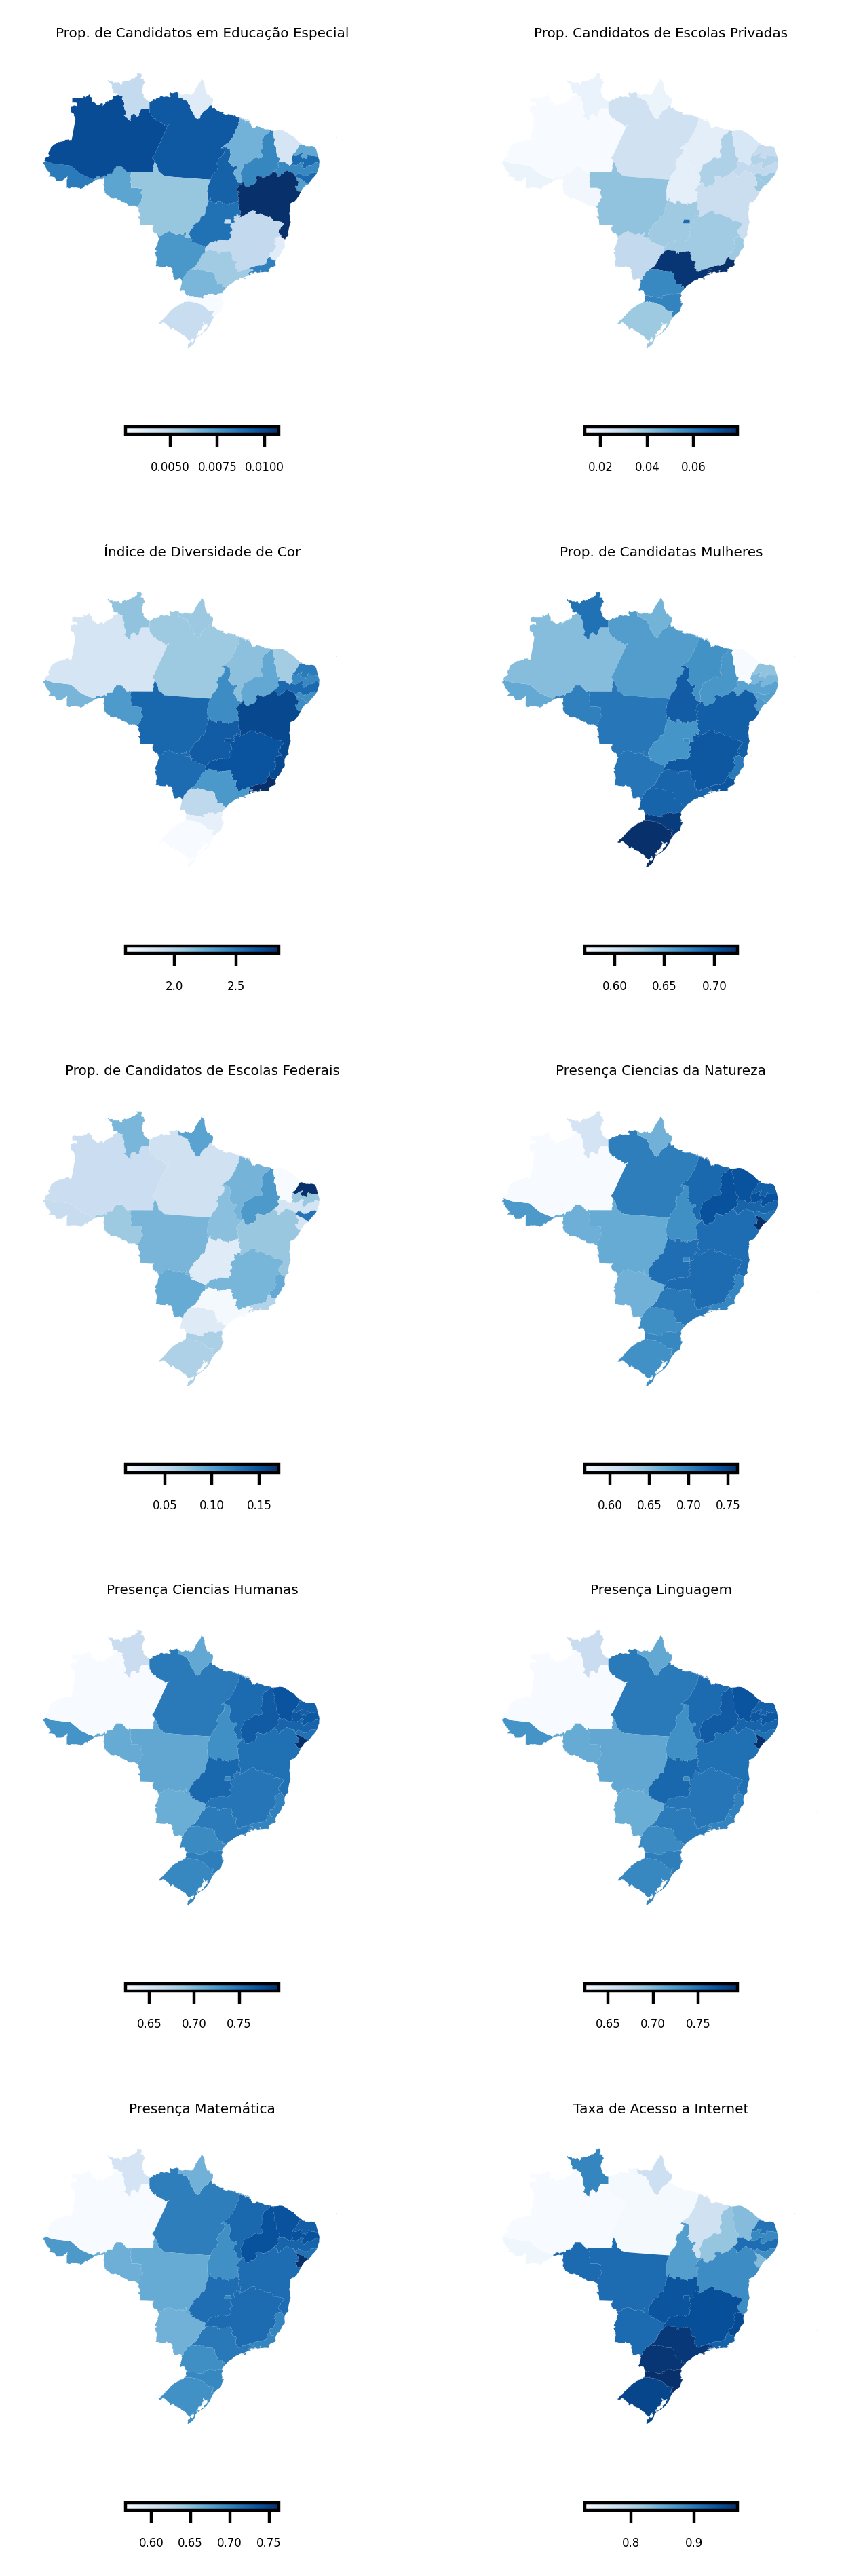 Prop. de Candidatos em Educação Especial
Prop. Candidatos de Escolas Privadas
0.0050 0.0075 0.0100
0.02 0.04 0.06
Índice de Diversidade de Cor
Prop. de Candidatas Mulheres
2.0 2.5
0.60 0.65 0.70
Prop. de Candidatos de Escolas Federais
Presença Ciencias da Natureza
0.05 0.10 0.15
0.60 0.65 0.70 0.75
Presença Ciencias Humanas
Presença Linguagem
0.65 0.70 0.75
0.65 0.70 0.75
Presença Matemática
Taxa de Acesso a Internet
0.60 0.65 0.70 0.75
0.8 0.9